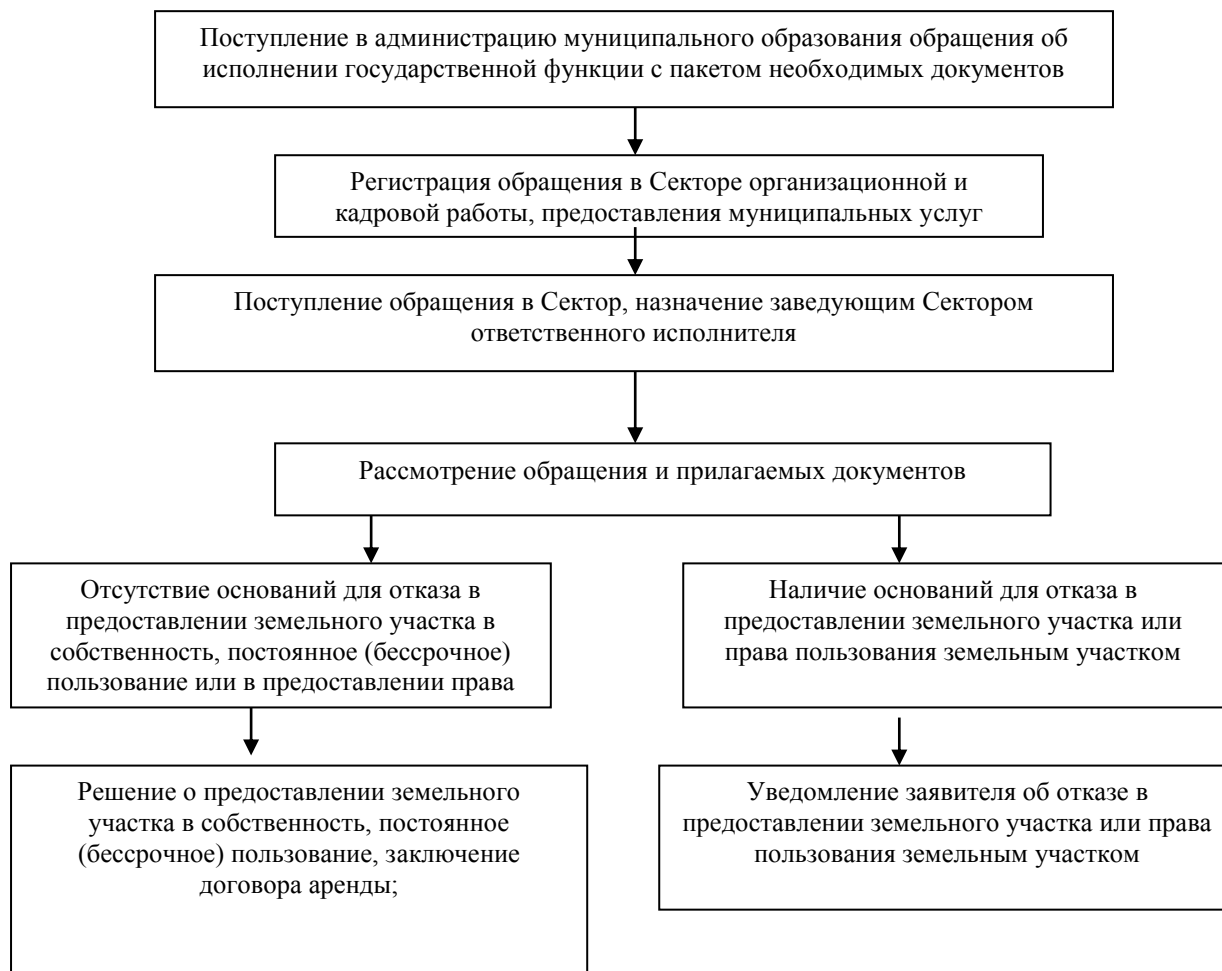 Поступление в администрацию муниципального образования обращения об
исполнении государственной функции с пакетом необходимых документов
Регистрация обращения в Секторе организационной и
кадровой работы, предоставления муниципальных услуг
Поступление обращения в Сектор, назначение заведующим Сектором
ответственного исполнителя
Рассмотрение обращения и прилагаемых документов
Отсутствие оснований для отказа в
предоставлении земельного участка в
собственность, постоянное (бессрочное)
пользование или в предоставлении права
Наличие оснований для отказа в
предоставлении земельного участка или
права пользования земельным участком
Решение о предоставлении земельного
участка в собственность, постоянное
(бессрочное) пользование, заключение
договора аренды;
Уведомление заявителя об отказе в
предоставлении земельного участка или права
пользования земельным участком